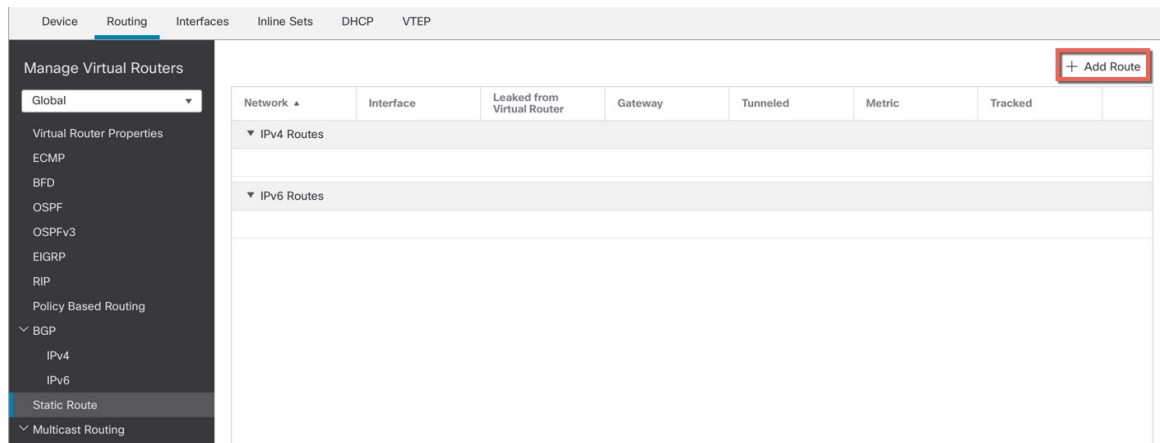 Device Routing Interfaces Inline Sets DHCP VTEP
Manage Virtual Routers
Global
Virtual Router Properties
ECMP
BFD
OSPF
OSPFv3
EIGRP
RIP
Policy Based Routing
BGP
IPv4
IPv6
Static Route
Multicast Routing
+ Add Route
Network Interface Leaked from Virtual Router Gateway Tunneled Metric Tracked
IPv4 Routes
IPv6 Routes